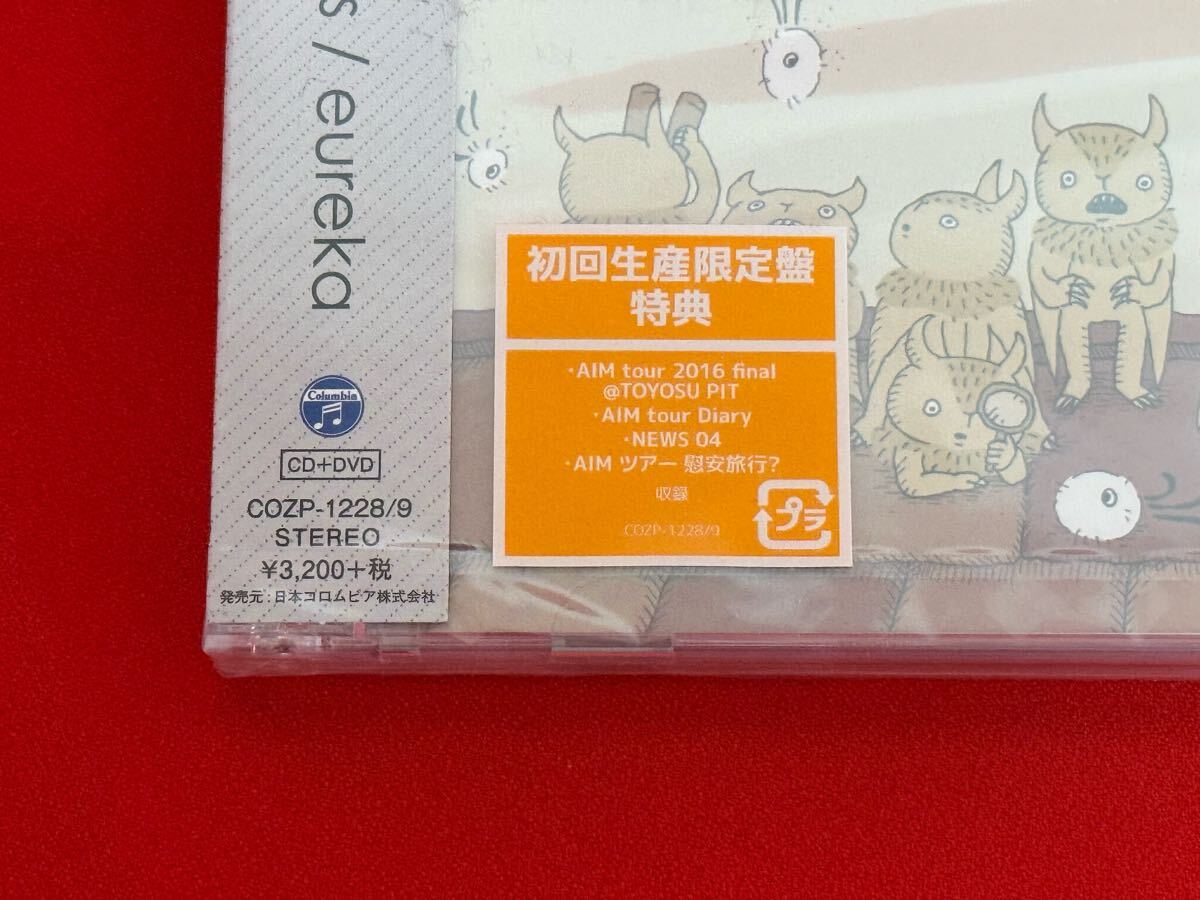 s / eureka
Columbia
CD+DVD
COZP-1228/9
STEREO
¥3,200+税
発売元:日本コロムビア株式会社
初回生産限定盤
特典
・AIM tour 2016 final
@TOYOSU PIT
・AIM tour Diary
・NEWS 04
・AIM ツアー 慰安旅行?
収録
COZP-1228/9
プラ